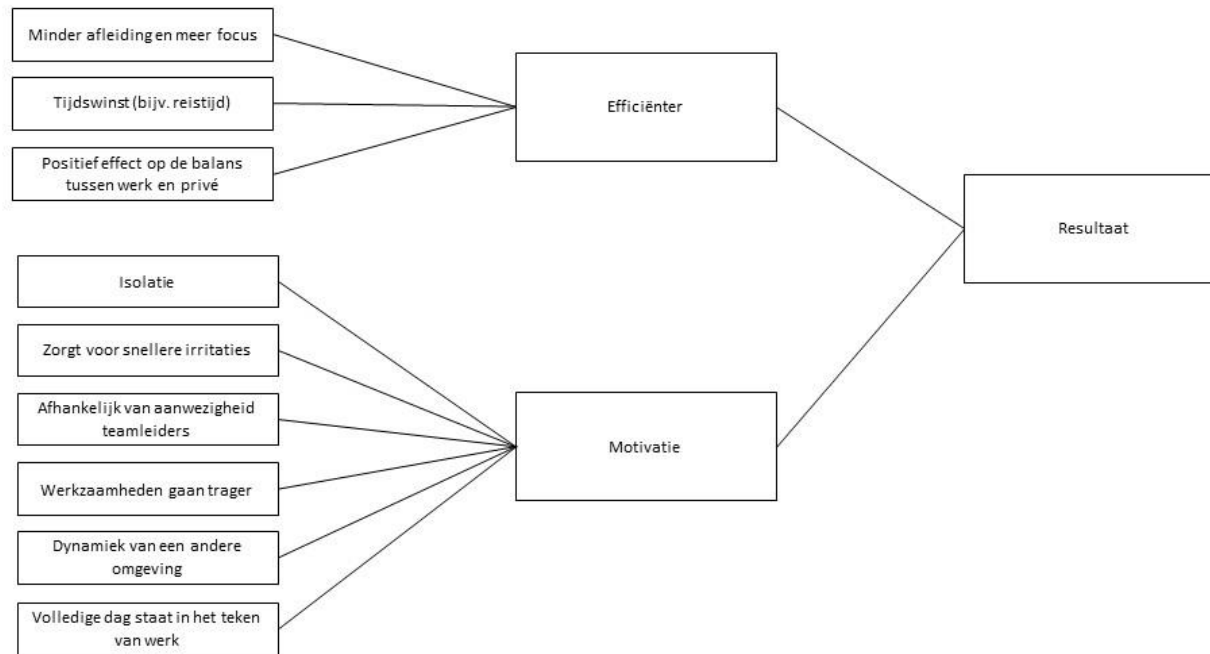 Minder afleiding en meer focus
Tijdswinst (bijv. reistijd)
Positief effect op de balans
tussen werk en privé
Efficiënter
Resultaat
Isolatie
Zorgt voor snellere irritaties
Afhankelijk van aanwezigheid
teamleiders
Werkzaamheden gaan trager
Dynamiek van een andere
omgeving
Volledige dag staat in het teken
van werk
Motivatie